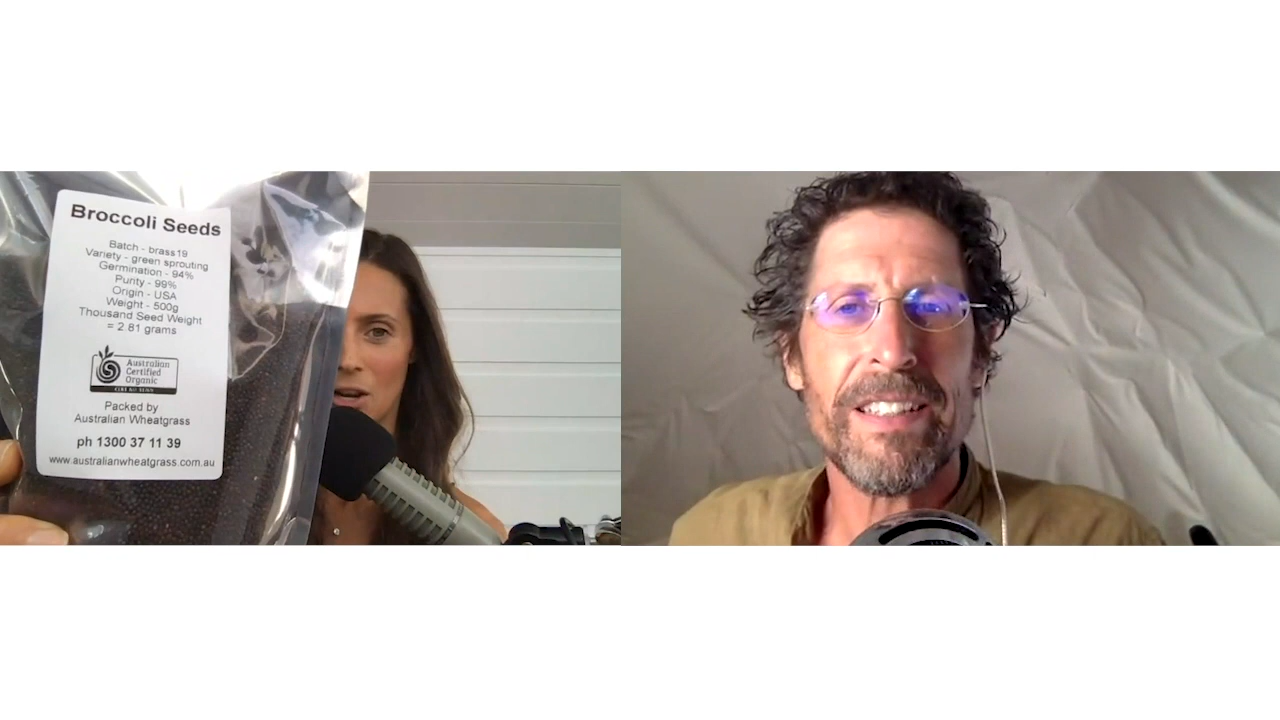 Broccoli Seeds
Batch - brass19
Variety - green sprouting
Germination - 94%
Purity - 99%
Origin - USA
Weight - 500g
Thousand Seed Weight
= 2.81 grams
Australian
Certified
Organic
Packed by
Australian Wheatgrass
ph 1300 37 11 39
www.australianwheatgrass.com.au